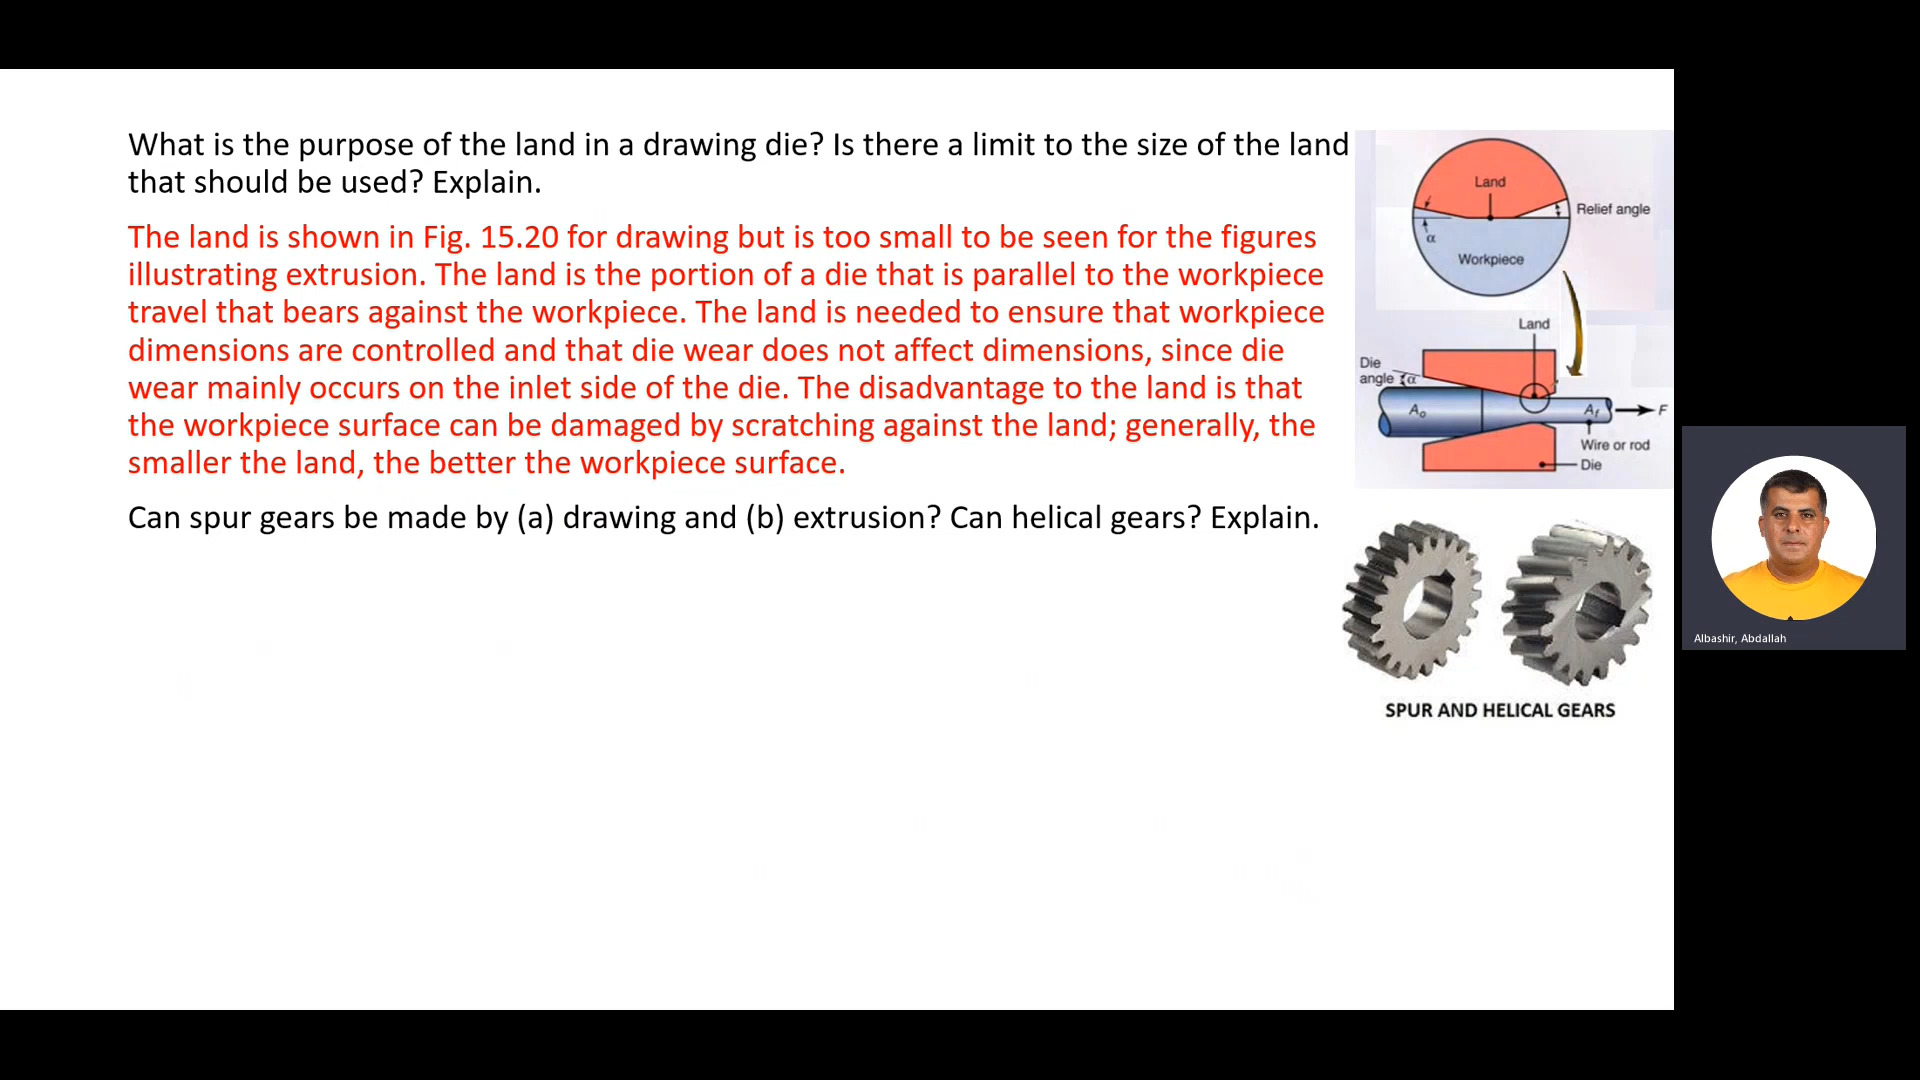 What is the purpose of the land in a drawing die? Is there a limit to the size of the land
that should be used? Explain.
The land is shown in Fig. 15.20 for drawing but is too small to be seen for the figures
illustrating extrusion. The land is the portion of a die that is parallel to the workpiece
travel that bears against the workpiece. The land is needed to ensure that workpiece
dimensions are controlled and that die wear does not affect dimensions, since die
wear mainly occurs on the inlet side of the die. The disadvantage to the land is that
the workpiece surface can be damaged by scratching against the land; generally, the
smaller the land, the better the workpiece surface.
Can spur gears be made by (a) drawing and (b) extrusion? Can helical gears? Explain.
Land
Relief angle
α
Workpiece
Land
Die
angle α
A₀
A_f
F
Wire or rod
Die
SPUR AND HELICAL GEARS
Albashir, Abdallah